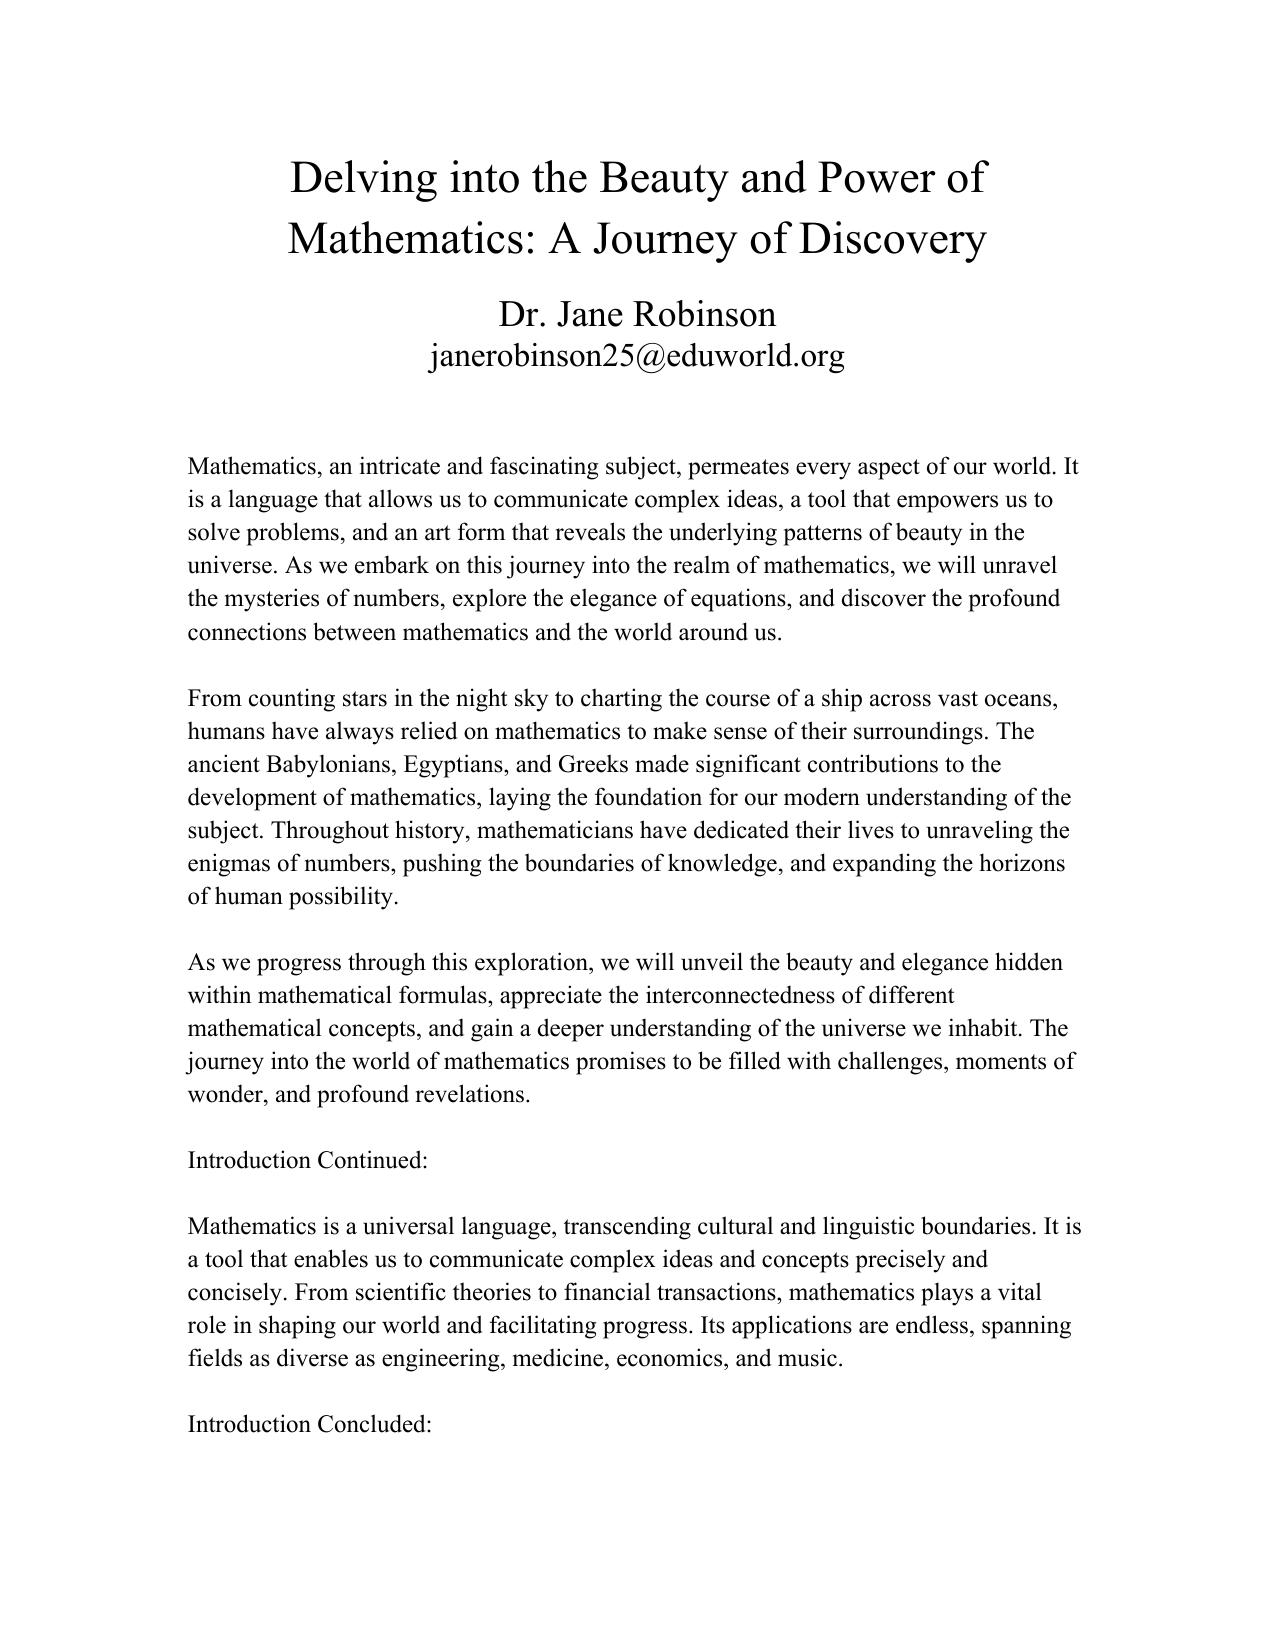 Delving into the Beauty and Power of
Mathematics: A Journey of Discovery
Dr. Jane Robinson
janerobinson25@eduworld.org
Mathematics, an intricate and fascinating subject, permeates every aspect of our world. It
is a language that allows us to communicate complex ideas, a tool that empowers us to
solve problems, and an art form that reveals the underlying patterns of beauty in the
universe. As we embark on this journey into the realm of mathematics, we will unravel
the mysteries of numbers, explore the elegance of equations, and discover the profound
connections between mathematics and the world around us.
From counting stars in the night sky to charting the course of a ship across vast oceans,
humans have always relied on mathematics to make sense of their surroundings. The
ancient Babylonians, Egyptians, and Greeks made significant contributions to the
development of mathematics, laying the foundation for our modern understanding of the
subject. Throughout history, mathematicians have dedicated their lives to unraveling the
enigmas of numbers, pushing the boundaries of knowledge, and expanding the horizons
of human possibility.
As we progress through this exploration, we will unveil the beauty and elegance hidden
within mathematical formulas, appreciate the interconnectedness of different
mathematical concepts, and gain a deeper understanding of the universe we inhabit. The
journey into the world of mathematics promises to be filled with challenges, moments of
wonder, and profound revelations.
Introduction Continued:
Mathematics is a universal language, transcending cultural and linguistic boundaries. It is
a tool that enables us to communicate complex ideas and concepts precisely and
concisely. From scientific theories to financial transactions, mathematics plays a vital
role in shaping our world and facilitating progress. Its applications are endless, spanning
fields as diverse as engineering, medicine, economics, and music.
Introduction Concluded: